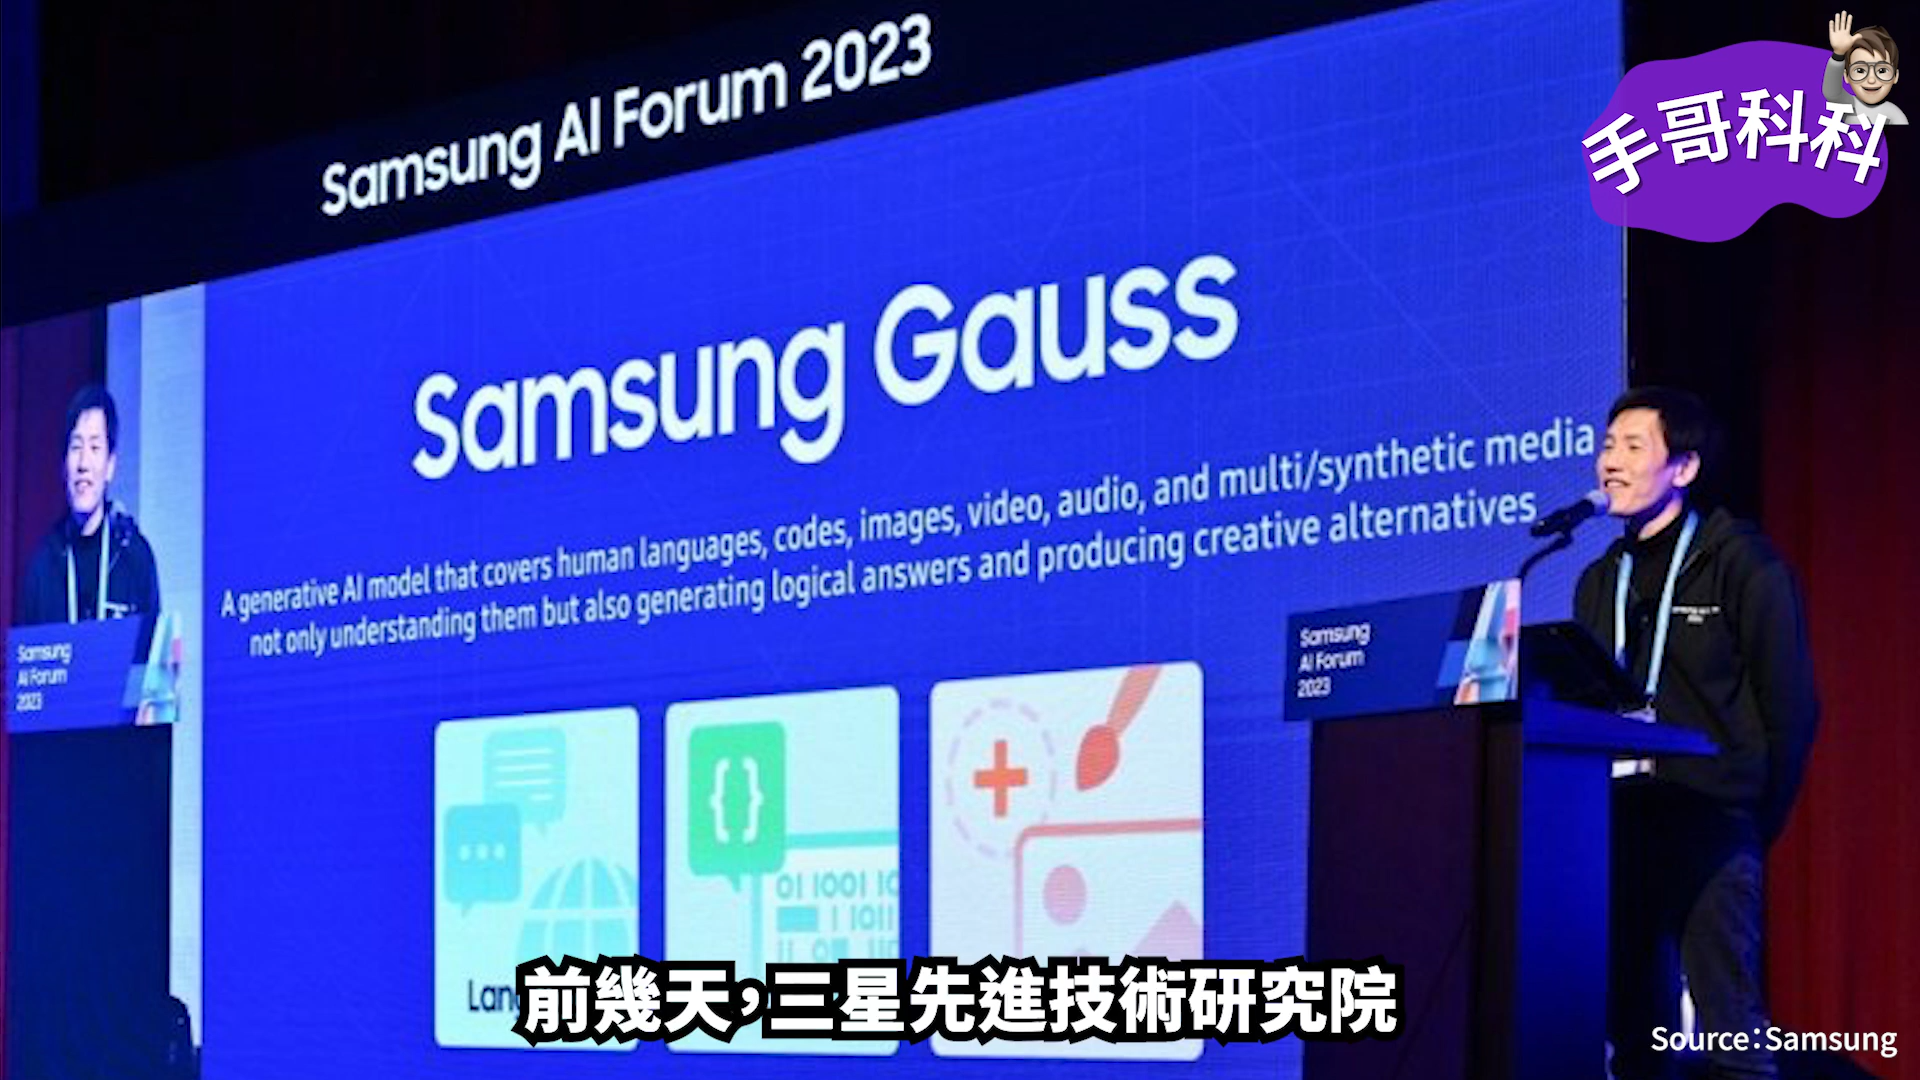 Samsung AI Forum 2023
手哥科科
Samsung Gauss
A generative AI model that covers human languages, codes, images, video, audio, and multi/synthetic media
not only understanding them but also generating logical answers and producing creative alternatives
Samsung
AI Forum
2023
Samsung
AI Forum
2023
前幾天，三星先進技術研究院
Source：Samsung